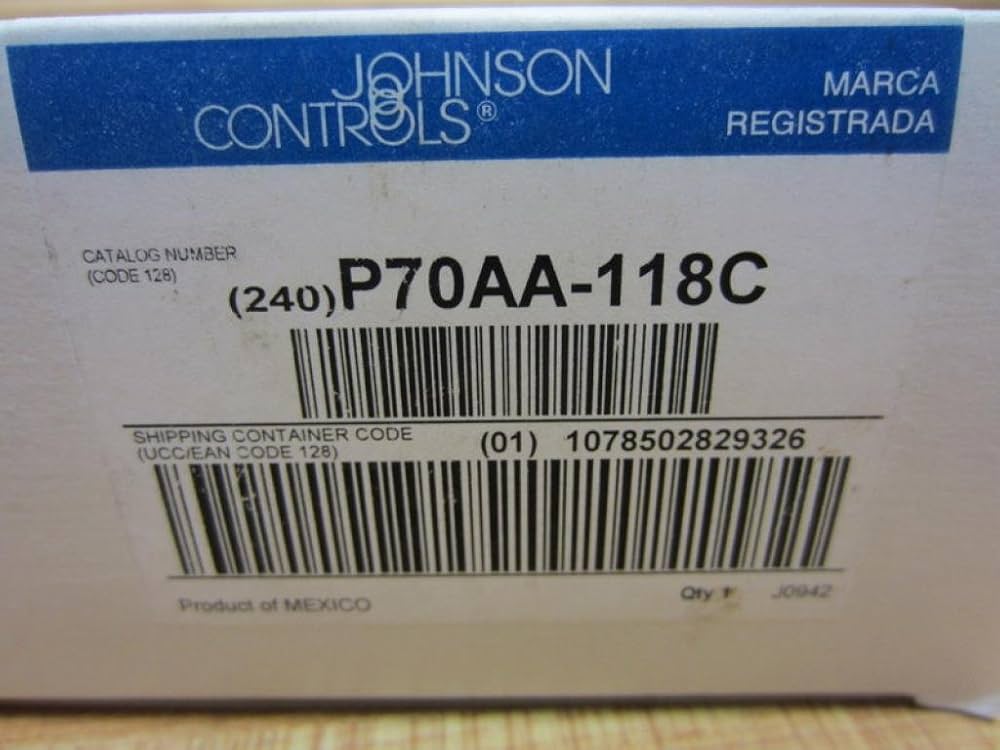 JOHNSON
CONTROLS®
MARCA
REGISTRADA
CATALOG NUMBER
(CODE 128)
(240) P70AA-118C
SHIPPING CONTAINER CODE
(UCC/EAN CODE 128)
(01) 1078502829326
Product of MEXICO
Qty 1
J0942